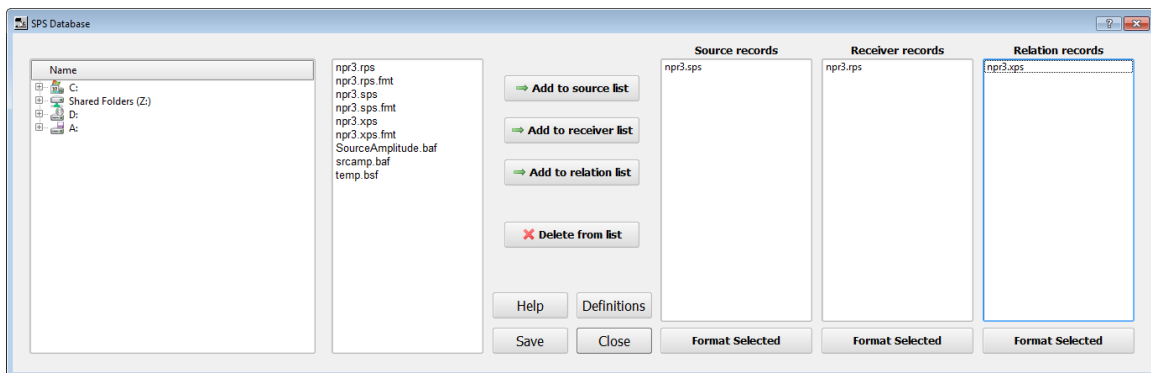 SPS Database
Name
C:
Shared Folders (Z:)
D:
A:
npr3.rps
npr3.rps.fmt
npr3.sps
npr3.sps.fmt
npr3.xps
npr3.xps.fmt
SourceAmplitude.baf
srcamp.baf
temp.bsf
Add to source list
Add to receiver list
Add to relation list
Delete from list
Help
Definitions
Save
Close
Source records
npr3.sps
Format Selected
Receiver records
npr3.rps
Format Selected
Relation records
npr3.xps
Format Selected